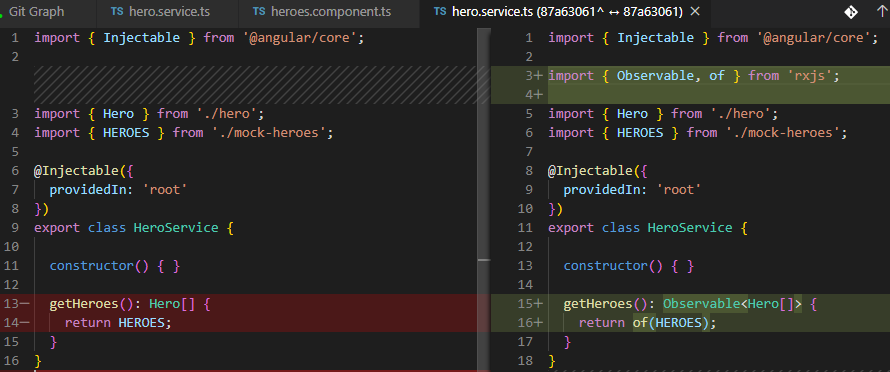 Git Graph
TS hero.service.ts
TS heroes.component.ts
TS hero.service.ts (87a63061^ ↔ 87a63061) ×
1 import { Injectable } from '@angular/core';
2
3 import { Hero } from './hero';
4 import { HEROES } from './mock-heroes';
5
6 @Injectable({
7   providedIn: 'root'
8 })
9 export class HeroService {
10
11   constructor() { }
12
13— getHeroes(): Hero[] {
14—     return HEROES;
15   }
16 }
1 import { Injectable } from '@angular/core';
2
3+ import { Observable, of } from 'rxjs';
4+
5 import { Hero } from './hero';
6 import { HEROES } from './mock-heroes';
7
8 @Injectable({
9   providedIn: 'root'
10 })
11 export class HeroService {
12
13   constructor() { }
14
15+   getHeroes(): Observable<Hero[]> {
16+     return of(HEROES);
17   }
18 }